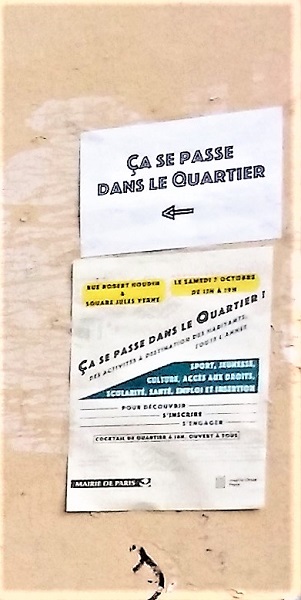 ÇA SE PASSE
DANS LE QUARTIER
RUE ROBERT HOUDIN
&
SQUARE JULES VERNE
LE SAMEDI 7 OCTOBRE
DE 15H À 19H
ÇA SE PASSE DANS LE QUARTIER !
DES ACTIVITÉS À DESTINATION DES HABITANTS,
TOUTE L'ANNÉE
SPORT, JEUNESSE,
CULTURE, ACCÈS AUX DROITS,
SCOLARITÉ, SANTÉ, EMPLOI ET INSERTION
POUR DÉCOUVRIR
S'INSCRIRE
S'ENGAGER
COCKTAIL DE QUARTIER À 18H, OUVERT À TOUS
MAIRIE DE PARIS